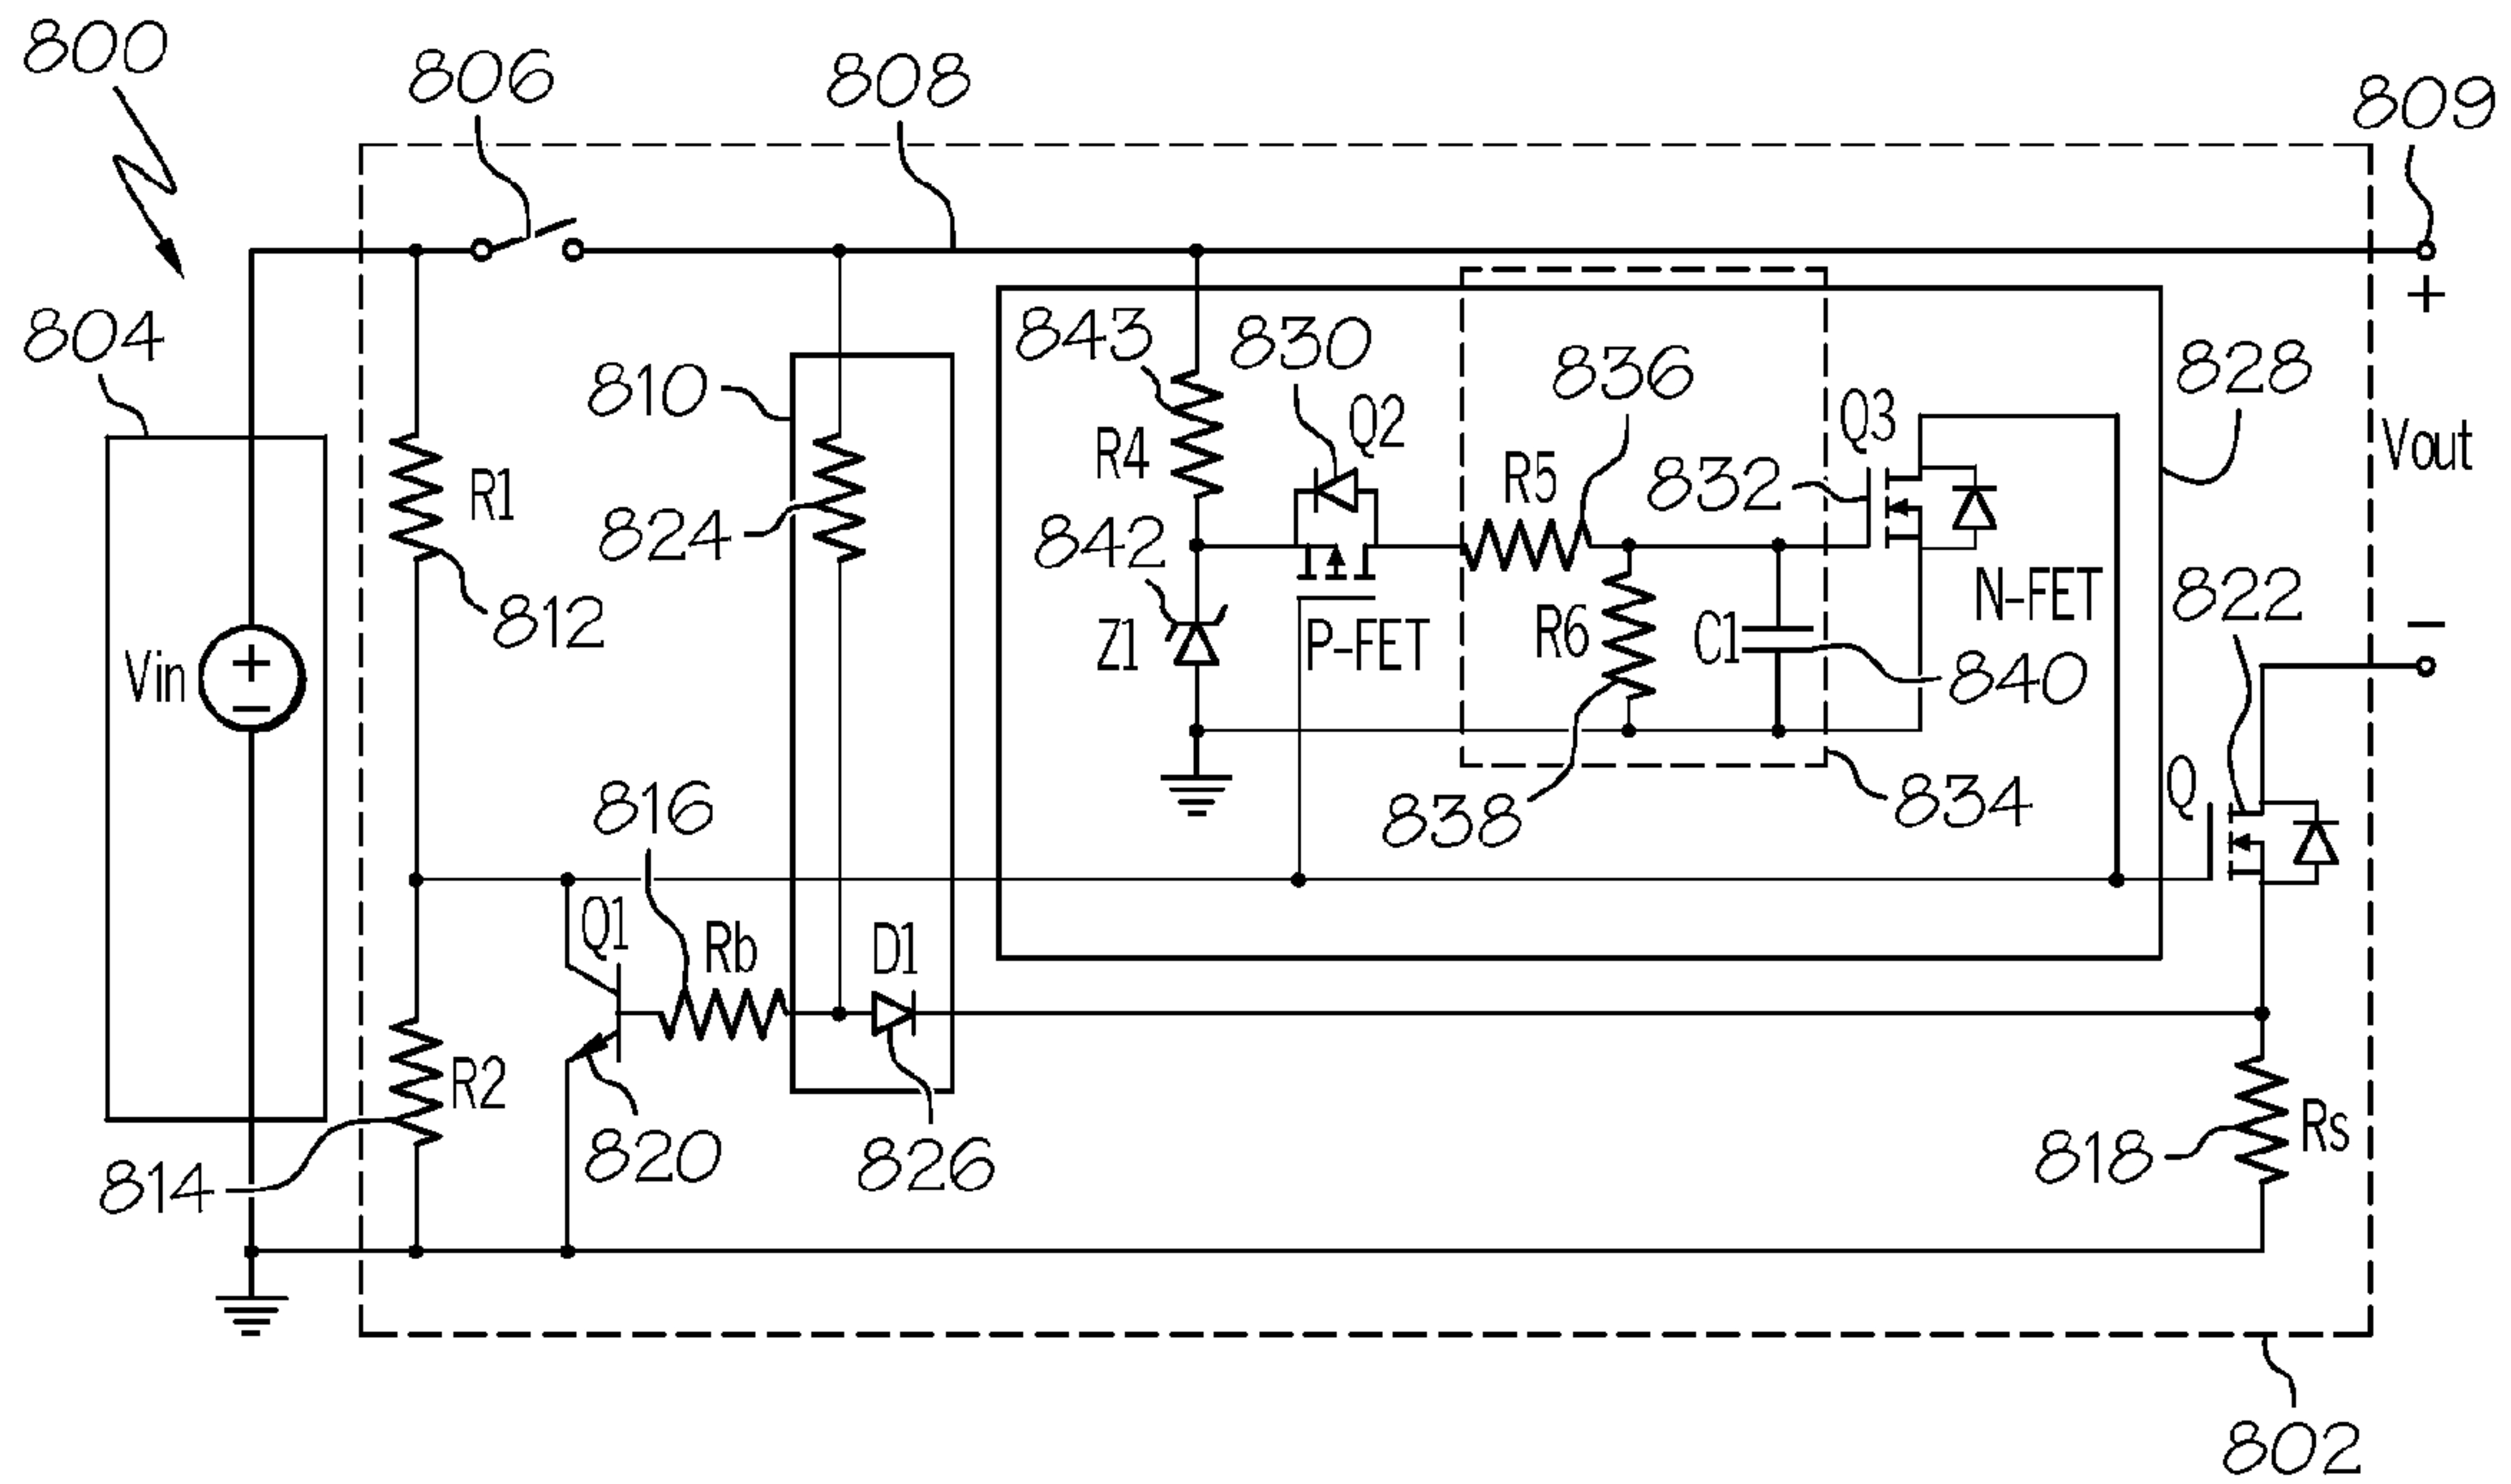 800
806
808
809
+
804
810
843
830
836
Q3
828
Q2
R4
R5
832
Vout
R1
824
842
N-FET
822
812
Z1
P-FET
R6
C1
840
−
Vin
+
−
816
838
834
Q
Q1
Rb
D1
R2
820
826
814
818
Rs
802